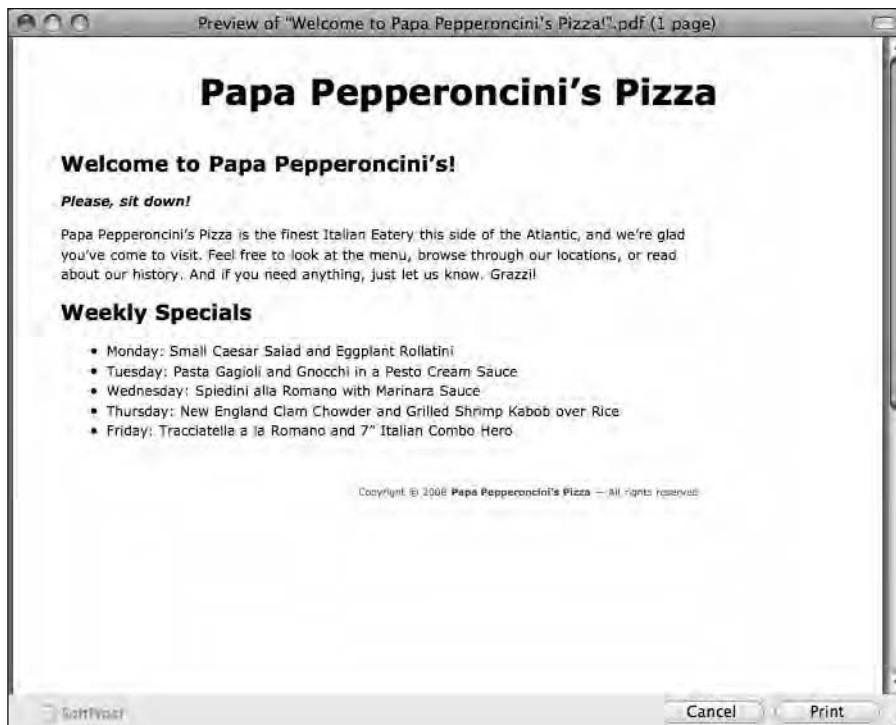 Preview of "Welcome to Papa Pepperoncini's Pizza!".pdf (1 page)
Papa Pepperoncini's Pizza
Welcome to Papa Pepperoncini's!
Please, sit down!
Papa Pepperoncini's Pizza is the finest Italian Eatery this side of the Atlantic, and we're glad
you've come to visit. Feel free to look at the menu, browse through our locations, or read
about our history. And if you need anything, just let us know. Grazzi!
Weekly Specials
• Monday: Small Caesar Salad and Eggplant Rollatini
• Tuesday: Pasta Gagioli and Gnocchi in a Pesto Cream Sauce
• Wednesday: Spiedini alla Romano with Marinara Sauce
• Thursday: New England Clam Chowder and Grilled Shrimp Kabob over Rice
• Friday: Tracciatella a la Romano and 7" Italian Combo Hero
Copyright © 2008 Papa Pepperoncini's Pizza — All rights reserved
SoftProof
Cancel
Print